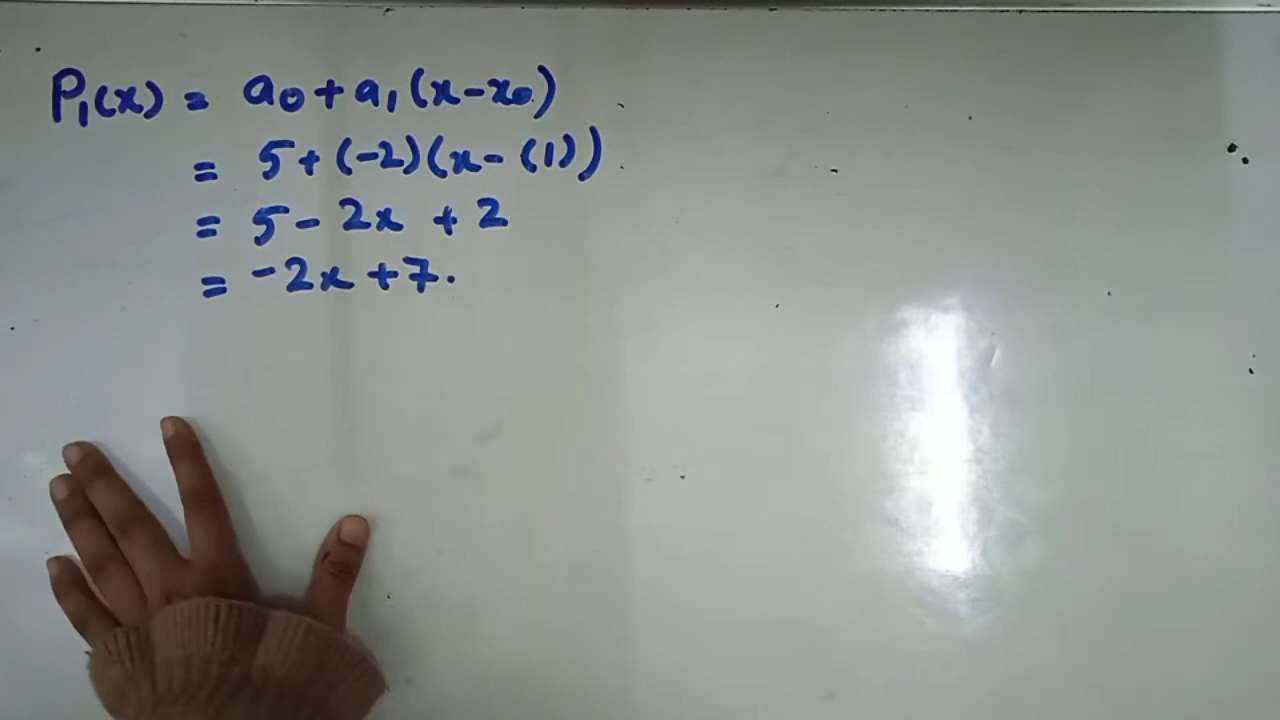 P₁(x) = a₀ + a₁(x - x₀)
= 5 + (-2)(x - (1))
= 5 - 2x + 2
= -2x + 7.